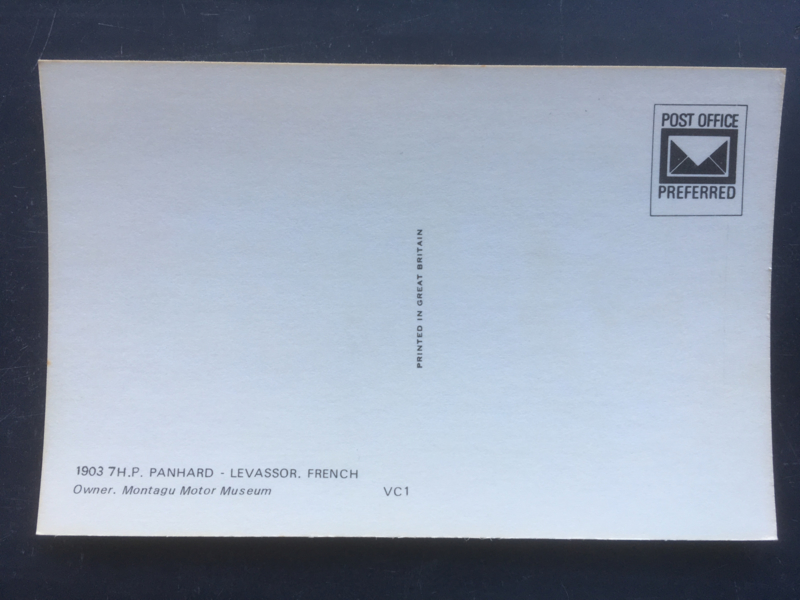 POST OFFICE
PREFERRED
PRINTED IN GREAT BRITAIN
1903 7H.P. PANHARD - LEVASSOR. FRENCH
Owner. Montagu Motor Museum VC1